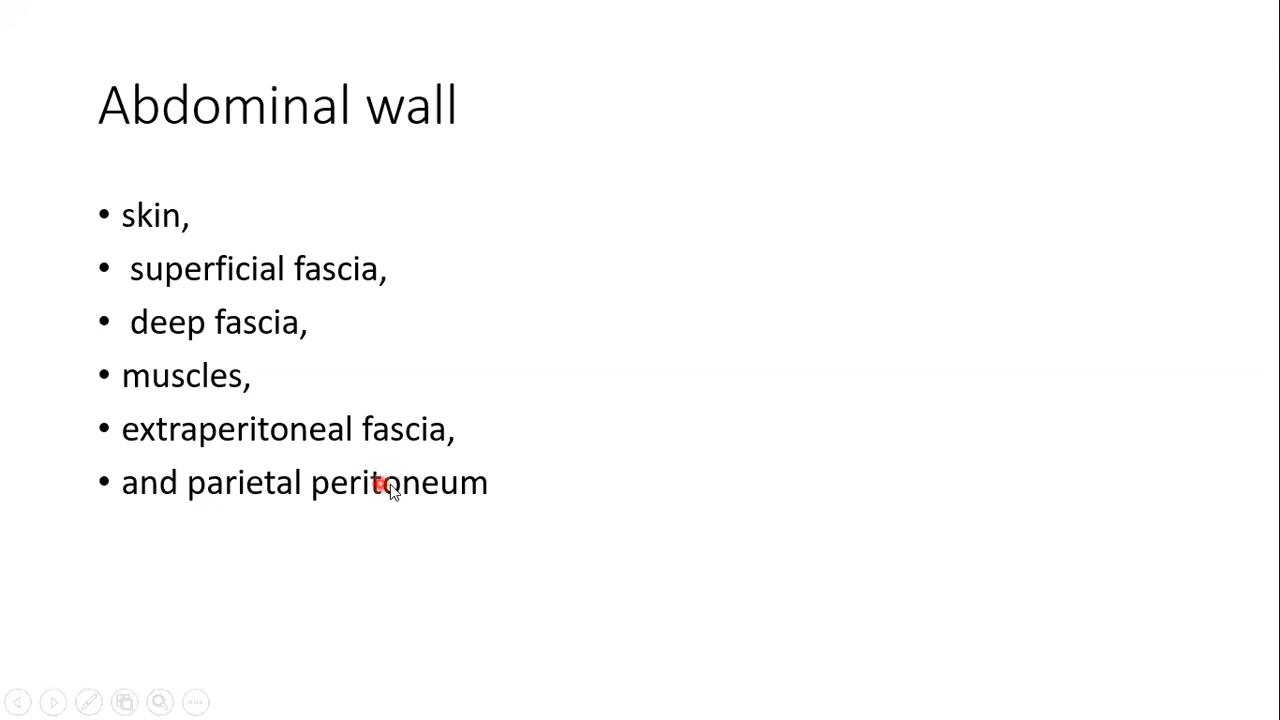 Abdominal wall
• skin,
• superficial fascia,
• deep fascia,
• muscles,
• extraperitoneal fascia,
• and parietal peritoneum